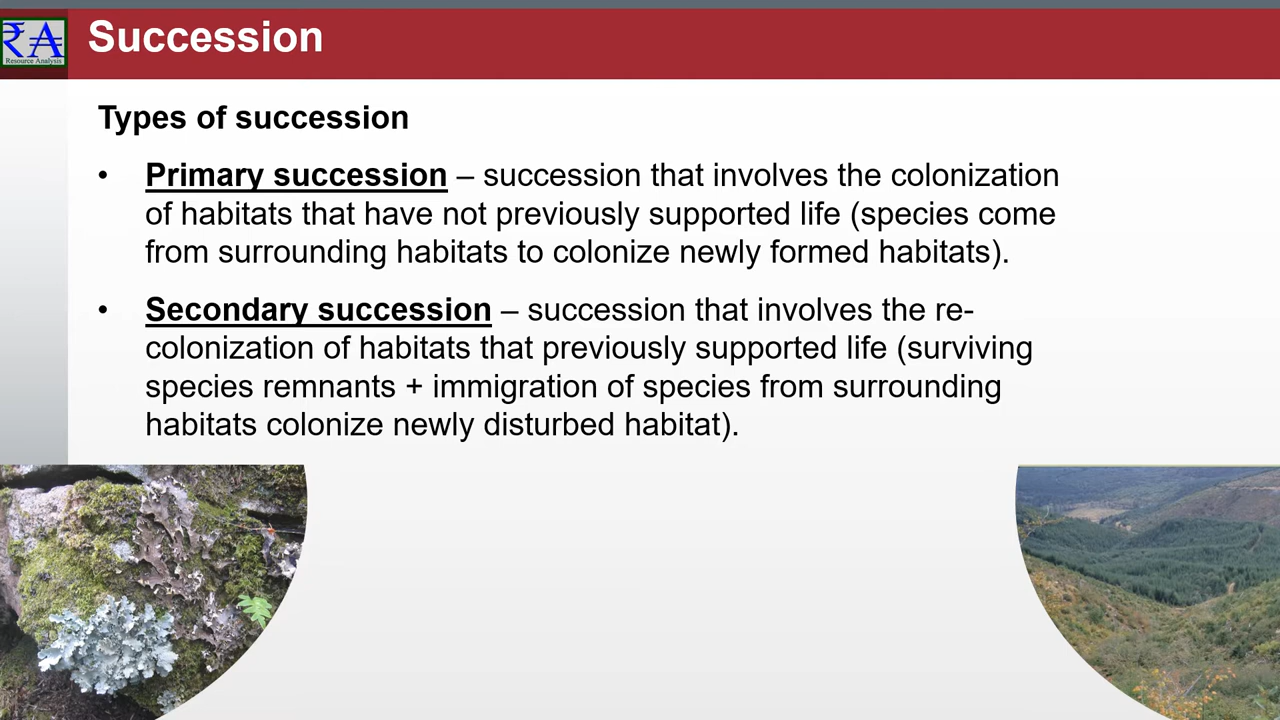 ₹A
Resource Analysis
Succession
Types of succession
• Primary succession – succession that involves the colonization
of habitats that have not previously supported life (species come
from surrounding habitats to colonize newly formed habitats).
• Secondary succession – succession that involves the re-
colonization of habitats that previously supported life (surviving
species remnants + immigration of species from surrounding
habitats colonize newly disturbed habitat).